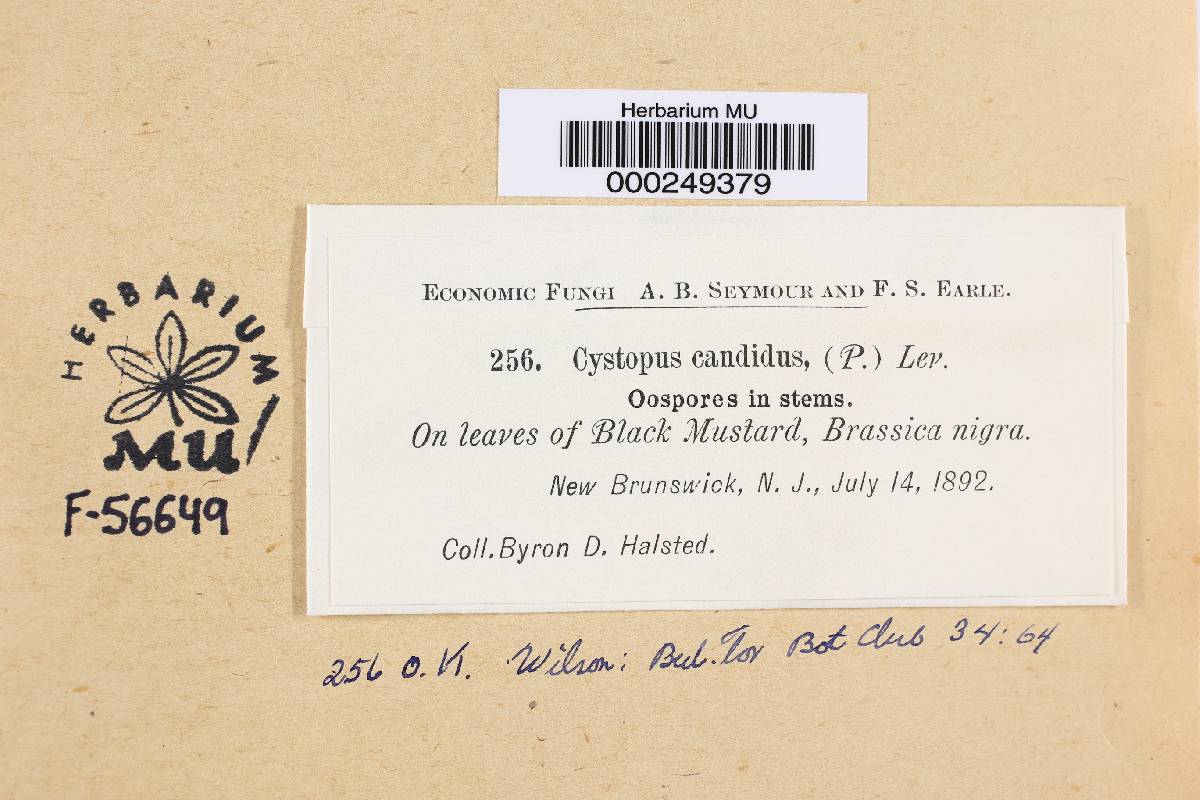 Herbarium MU
000249379
ECONOMIC FUNGI A. B. SEYMOUR AND F. S. EARLE.
256. Cystopus candidus, (P.) Lev.
Oospores in stems.
On leaves of Black Mustard, Brassica nigra.
New Brunswick, N. J., July 14, 1892.
Coll. Byron D. Halsted.
HERBARIUM
MU
F-56649
256 O.K. Wilson: Bul. Tor Bot Club 34:64